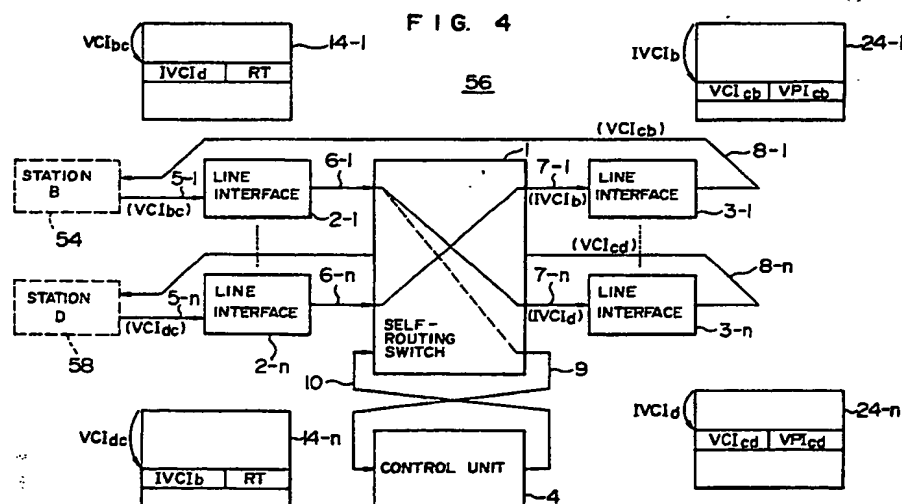 FIG. 4
VCIbc
14-1
IVCId RT
56
IVCIb
24-1
VCIcb VPIcb
(VCIcb)
8-1
STATION B
5-1
(VCIbc)
54
LINE INTERFACE
2-1
6-1
1
7-1
(IVCIb)
LINE INTERFACE
3-1
(VCIcd)
8-n
STATION D
5-n
(VCIdc)
58
LINE INTERFACE
2-n
6-n
SELF-
ROUTING
SWITCH
7-n
(IVCId)
LINE INTERFACE
3-n
10
9
VCIdc
14-n
IVCIb RT
CONTROL UNIT
4
IVCId
24-n
VCIcd VPIcd